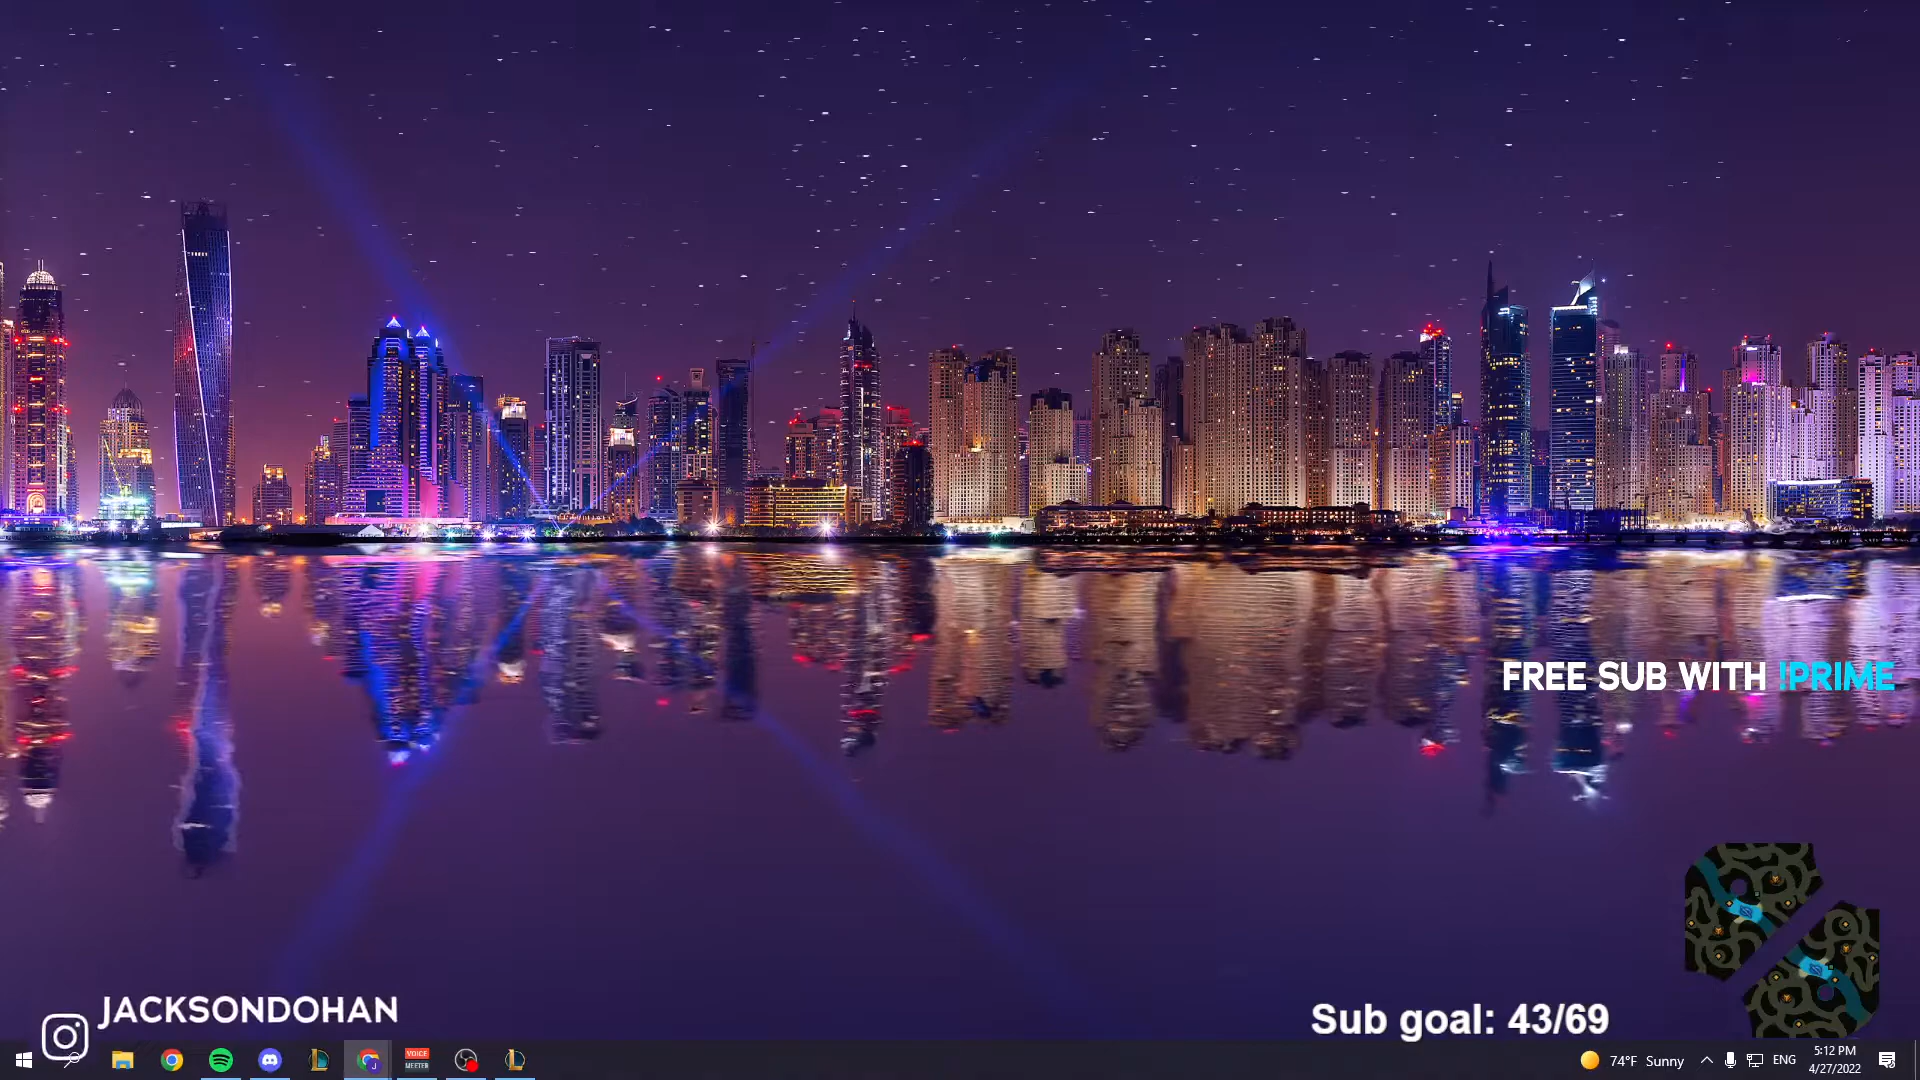 FREE SUB WITH !PRIME
JACKSONDOHAN
Sub goal: 43/69
VOICE
MEETER
74°F Sunny
ENG
5:12 PM
4/27/2022